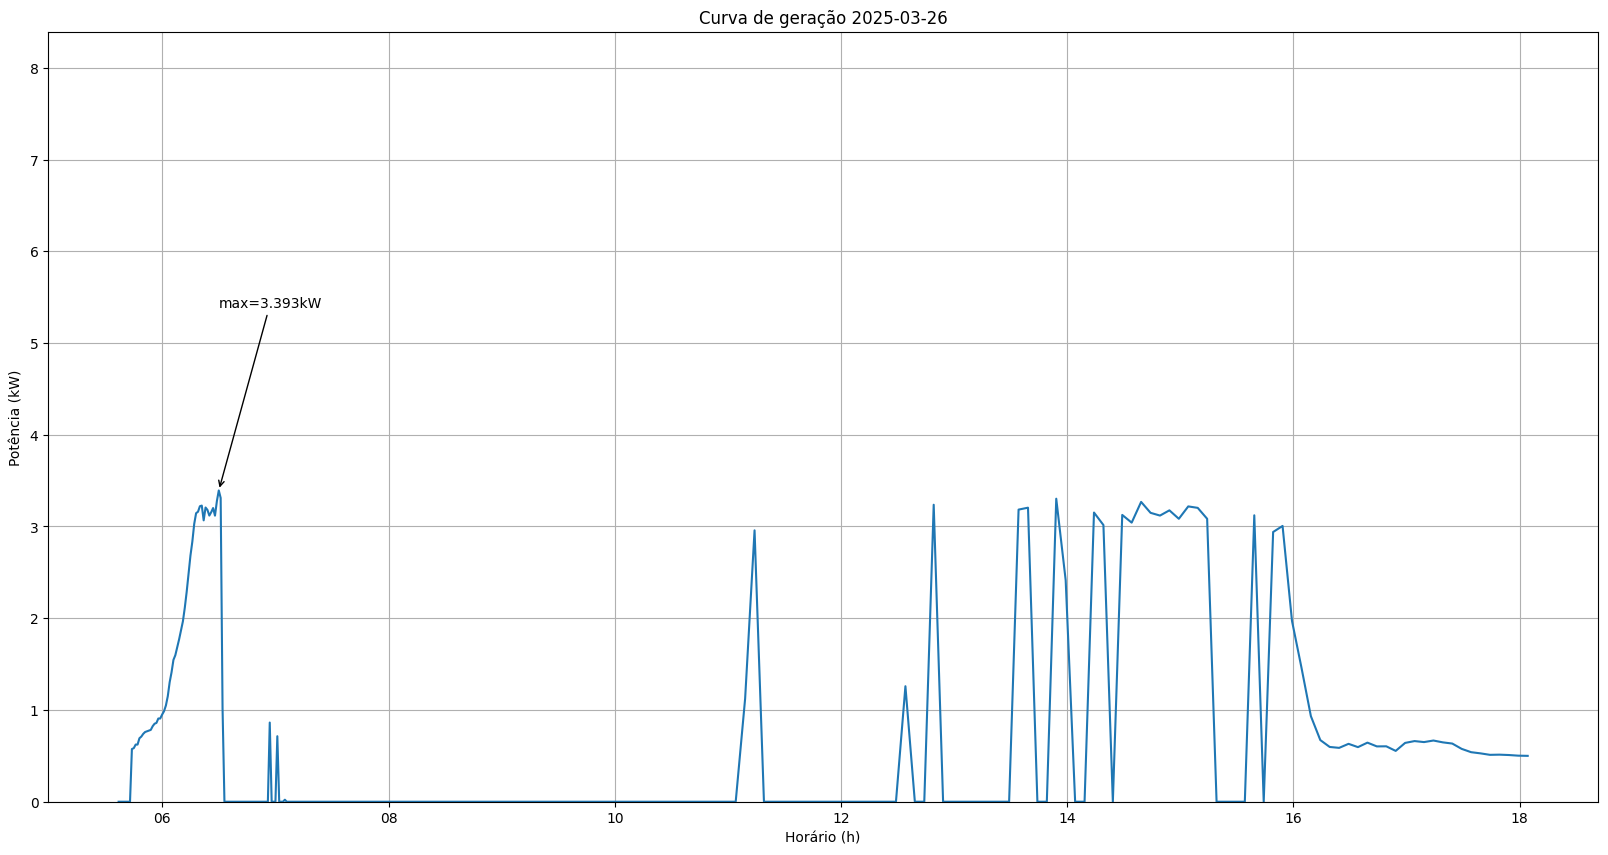 Curva de geração 2025-03-26
8
7
6
5
4
3
2
1
0
Potência (kW)
max=3.393kW
06 08 10 12 14 16 18
Horário (h)